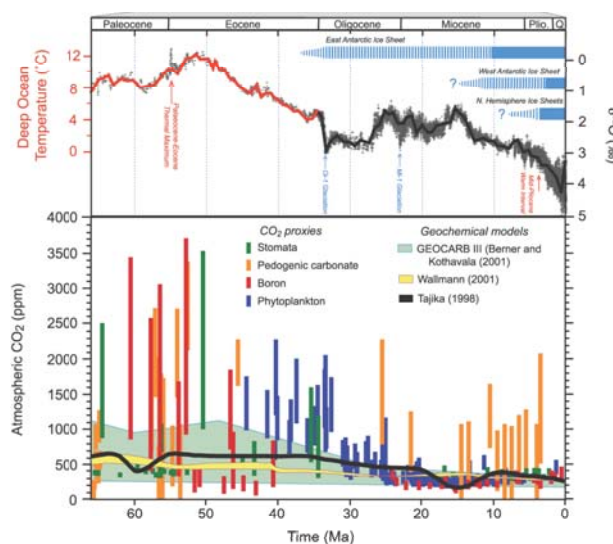 Paleocene Eocene Oligocene Miocene Plio. Q
East Antarctic Ice Sheet
West Antarctic Ice Sheet
N. Hemisphere Ice Sheets
? ?
Deep Ocean
Temperature (°C)
12
8
4
0
0
1
2
3
4
5
(‰)
Palaeocene-Eocene
Thermal Maximum
Oi-1 Glaciation
Mi-1 Glaciation
Mid-Pliocene
Warm Interval
CO2 proxies
Stomata
Pedogenic carbonate
Boron
Phytoplankton
Geochemical models
GEOCARB III (Berner and
Kothavala (2001)
Wallmann (2001)
Tajika (1998)
Atmospheric CO2 (ppm)
4000
3500
3000
2500
2000
1500
1000
500
0
60 50 40 30 20 10 0
Time (Ma)